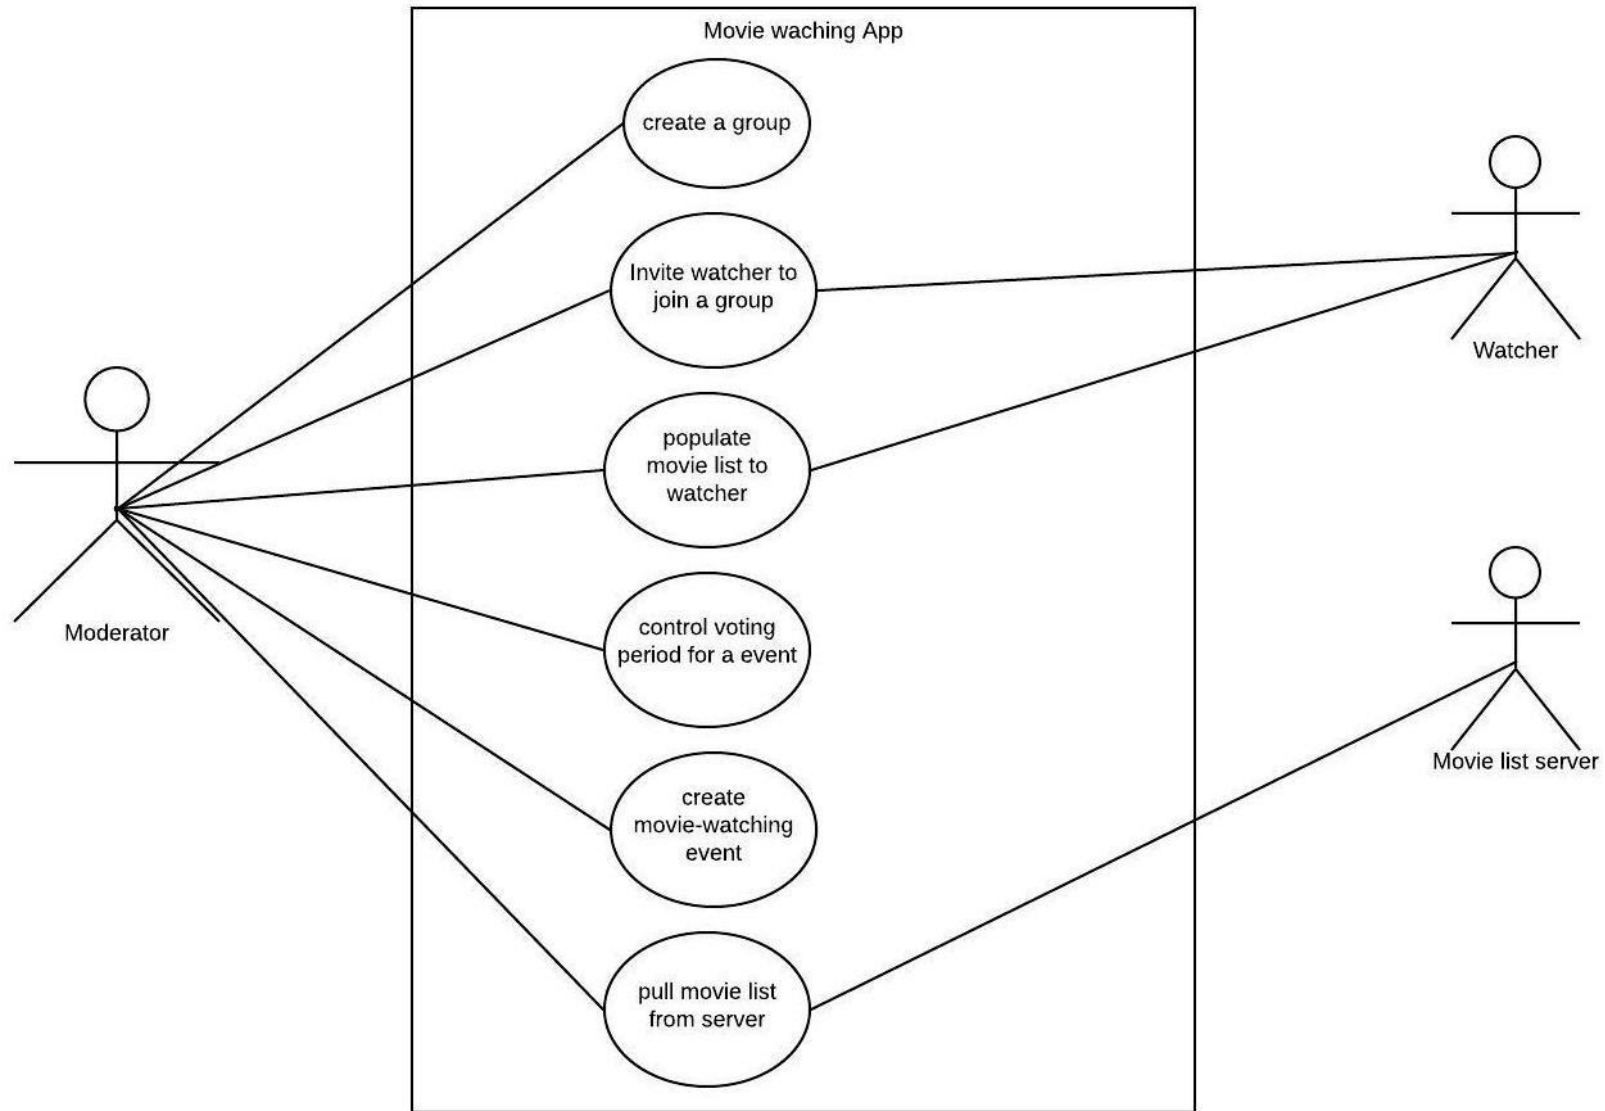 Movie waching App
create a group
Invite watcher to
join a group
Watcher
populate
movie list to
watcher
control voting
period for a event
Moderator
Movie list server
create
movie-watching
event
pull movie list
from server